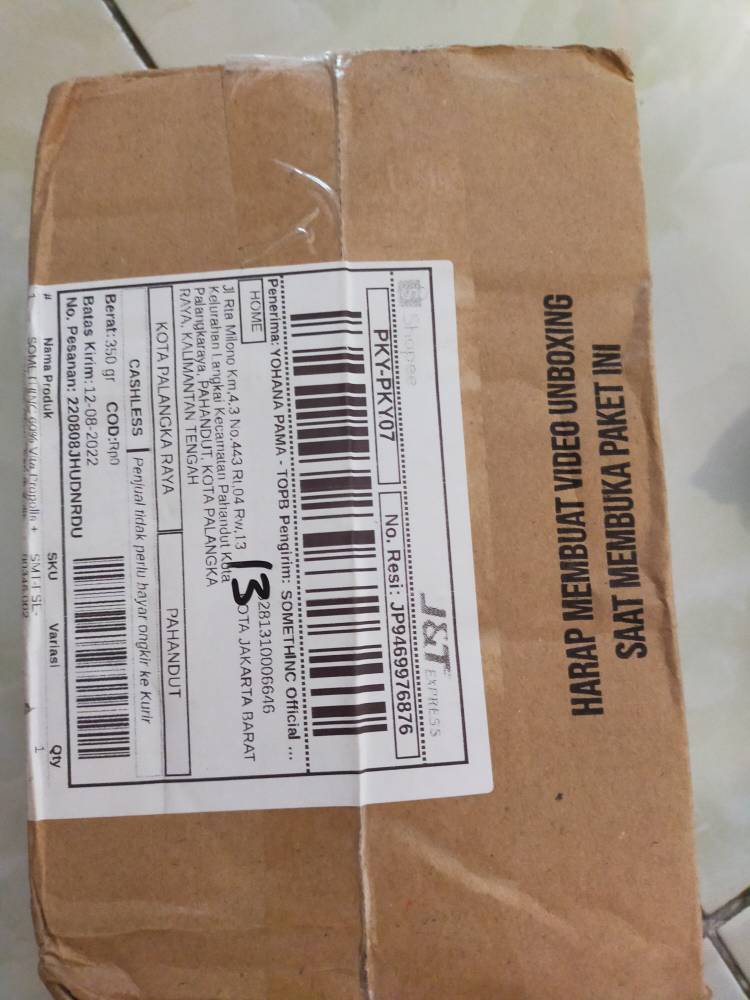 Shopee
J&T EXPRESS
PKY-PKY07
No. Resi: JP9469976876
Penerima: YOHANA PAMA - TOPB
Pengirim: SOMETHINC Official ...
HOME
281310006646
OTA JAKARTA BARAT
Jl Rta Milono Km,4,3 No.443 Rt,04 Rw,13
Kelurahan Langkai Kecamatan Pahandut Kota
Palangkaraya, PAHANDUT, KOTA PALANGKA
RAYA, KALIMANTAN TENGAH
13
KOTA PALANGKA RAYA
PAHANDUT
CASHLESS
Penjual tidak perlu bayar ongkir ke Kurir
Berat: 350 gr COD: Rp0
Batas Kirim: 12-08-2022
No. Pesanan: 220808JHUDNRDU
# Nama Produk SKU Variasi Qty
1 1
HARAP MEMBUAT VIDEO UNBOXING
SAAT MEMBUKA PAKET INI